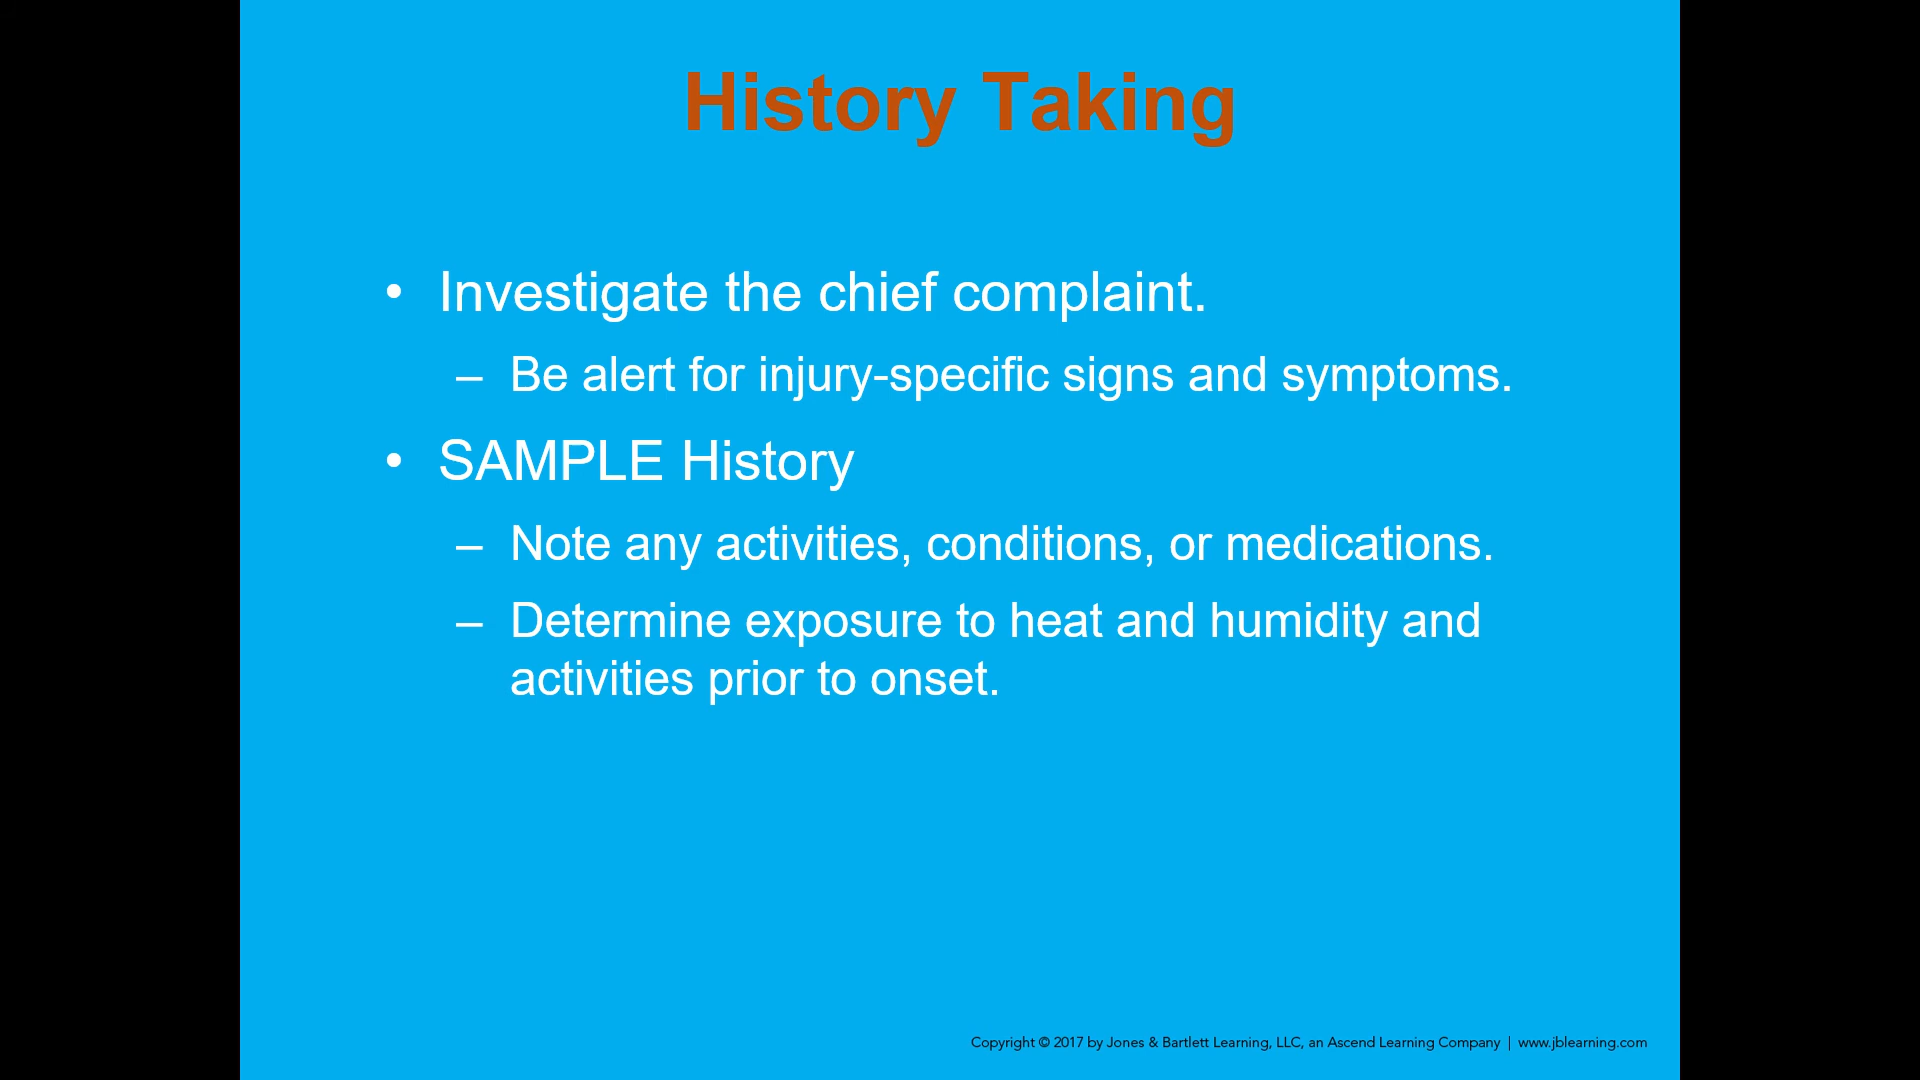 History Taking
• Investigate the chief complaint.
– Be alert for injury-specific signs and symptoms.
• SAMPLE History
– Note any activities, conditions, or medications.
– Determine exposure to heat and humidity and
activities prior to onset.
Copyright © 2017 by Jones & Bartlett Learning, LLC, an Ascend Learning Company | www.jblearning.com